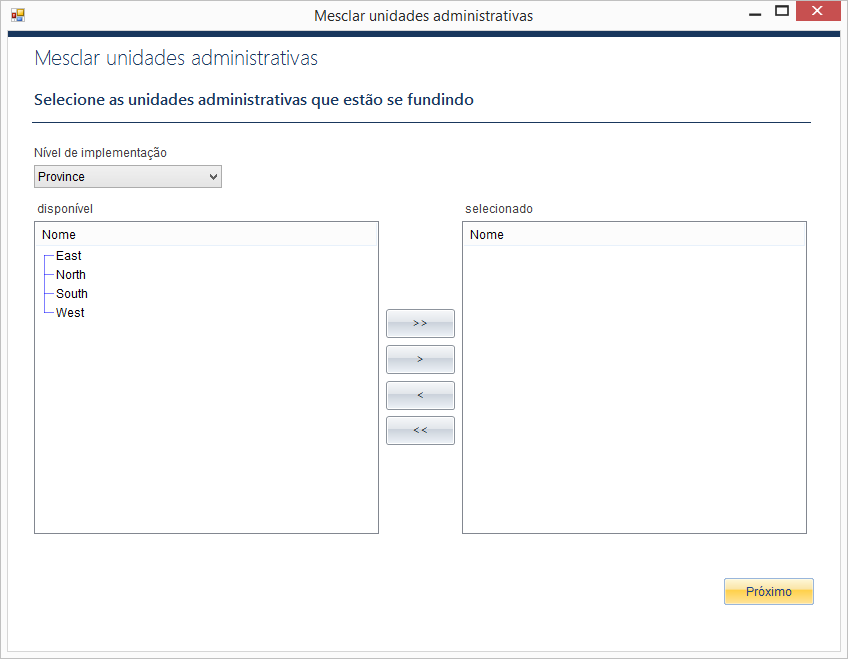 Mesclar unidades administrativas
Mesclar unidades administrativas
Selecione as unidades administrativas que estão se fundindo
Nível de implementação
Province
disponível
selecionado
Nome
Nome
East
North
South
West
>>
>
<
<<
Próximo